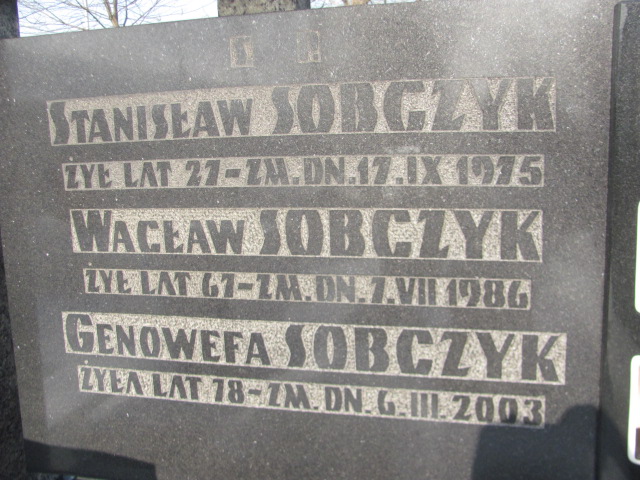 STANISŁAW SOBCZYK
ŻYŁ LAT 27-ZM.DN.17.IX 1975
WACŁAW SOBCZYK
ŻYŁ LAT 67-ZM.DN.7.VII 1986
GENOWEFA SOBCZYK
ŻYŁA LAT 78-ZM.DN.6.III.2003